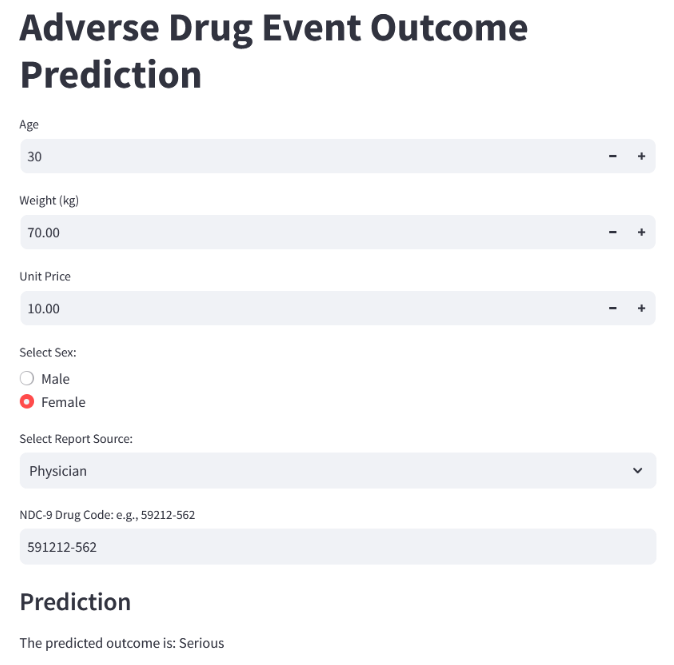 Adverse Drug Event Outcome
Prediction
Age
30
Weight (kg)
70.00
Unit Price
10.00
Select Sex:
Male
Female
Select Report Source:
Physician
NDC-9 Drug Code: e.g., 59212-562
591212-562
Prediction
The predicted outcome is: Serious